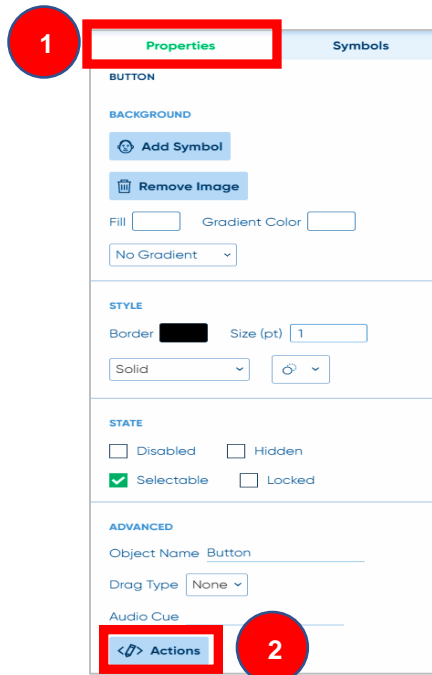 1
Properties Symbols
BUTTON
BACKGROUND
Add Symbol
Remove Image
Fill Gradient Color
No Gradient
STYLE
Border Size (pt) 1
Solid
STATE
Disabled Hidden
Selectable Locked
ADVANCED
Object Name Button
Drag Type None
Audio Cue
Actions
2